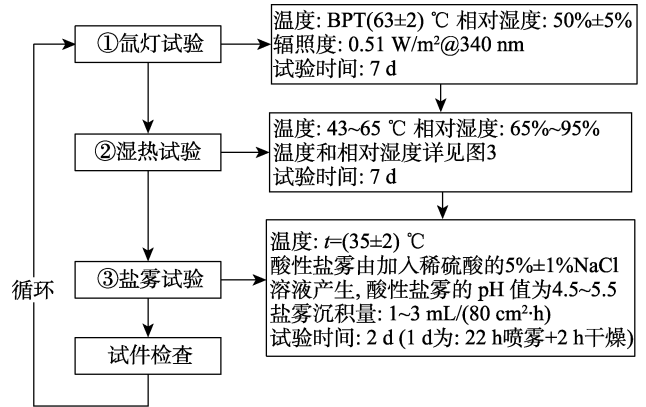 ①氙灯试验
温度: BPT(63±2) ℃ 相对湿度: 50%±5%
辐照度: 0.51 W/m²@340 nm
试验时间: 7 d
②湿热试验
温度: 43~65 ℃ 相对湿度: 65%~95%
温度和相对湿度详见图3
试验时间: 7 d
③盐雾试验
温度: t=(35±2) ℃
酸性盐雾由加入稀硫酸的5%±1%NaCl
溶液产生, 酸性盐雾的 pH 值为4.5~5.5
盐雾沉积量: 1~3 mL/(80 cm²·h)
试验时间: 2 d (1 d为: 22 h喷雾+2 h干燥)
循环
试件检查